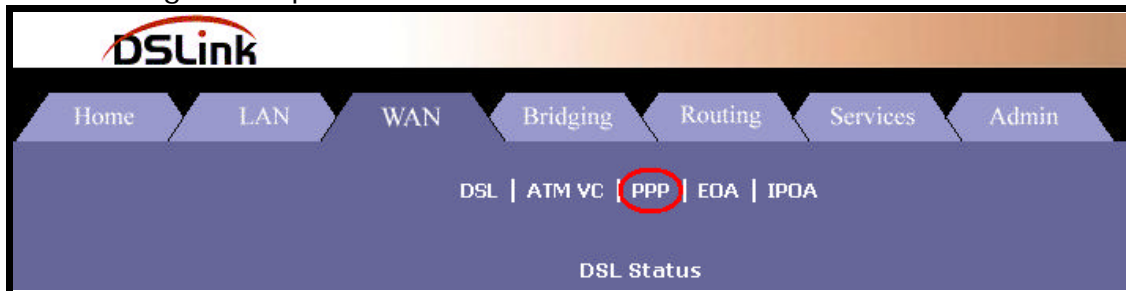 DSLink
Home LAN WAN Bridging Routing Services Admin
DSL | ATM VC | PPP | EOA | IPOA
DSL Status